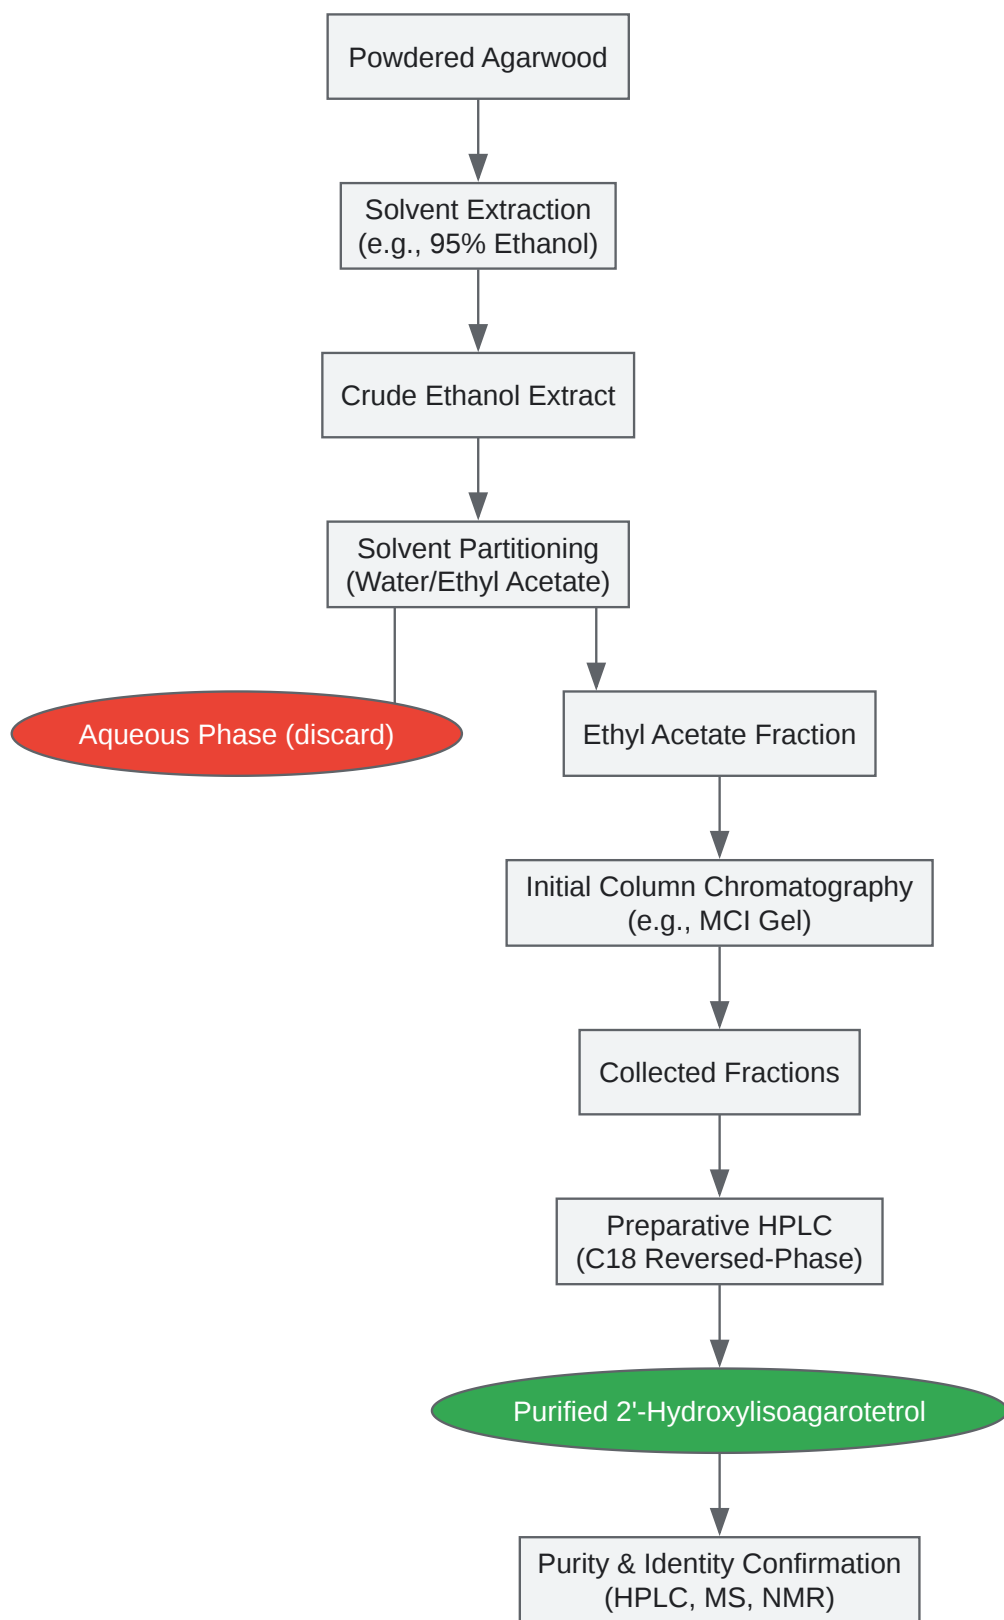 Powdered Agarwood
Solvent Extraction
(e.g., 95% Ethanol)
Crude Ethanol Extract
Solvent Partitioning
(Water/Ethyl Acetate)
Aqueous Phase (discard)
Ethyl Acetate Fraction
Initial Column Chromatography
(e.g., MCI Gel)
Collected Fractions
Preparative HPLC
(C18 Reversed-Phase)
Purified 2'-Hydroxylisoagarotetrol
Purity & Identity Confirmation
(HPLC, MS, NMR)